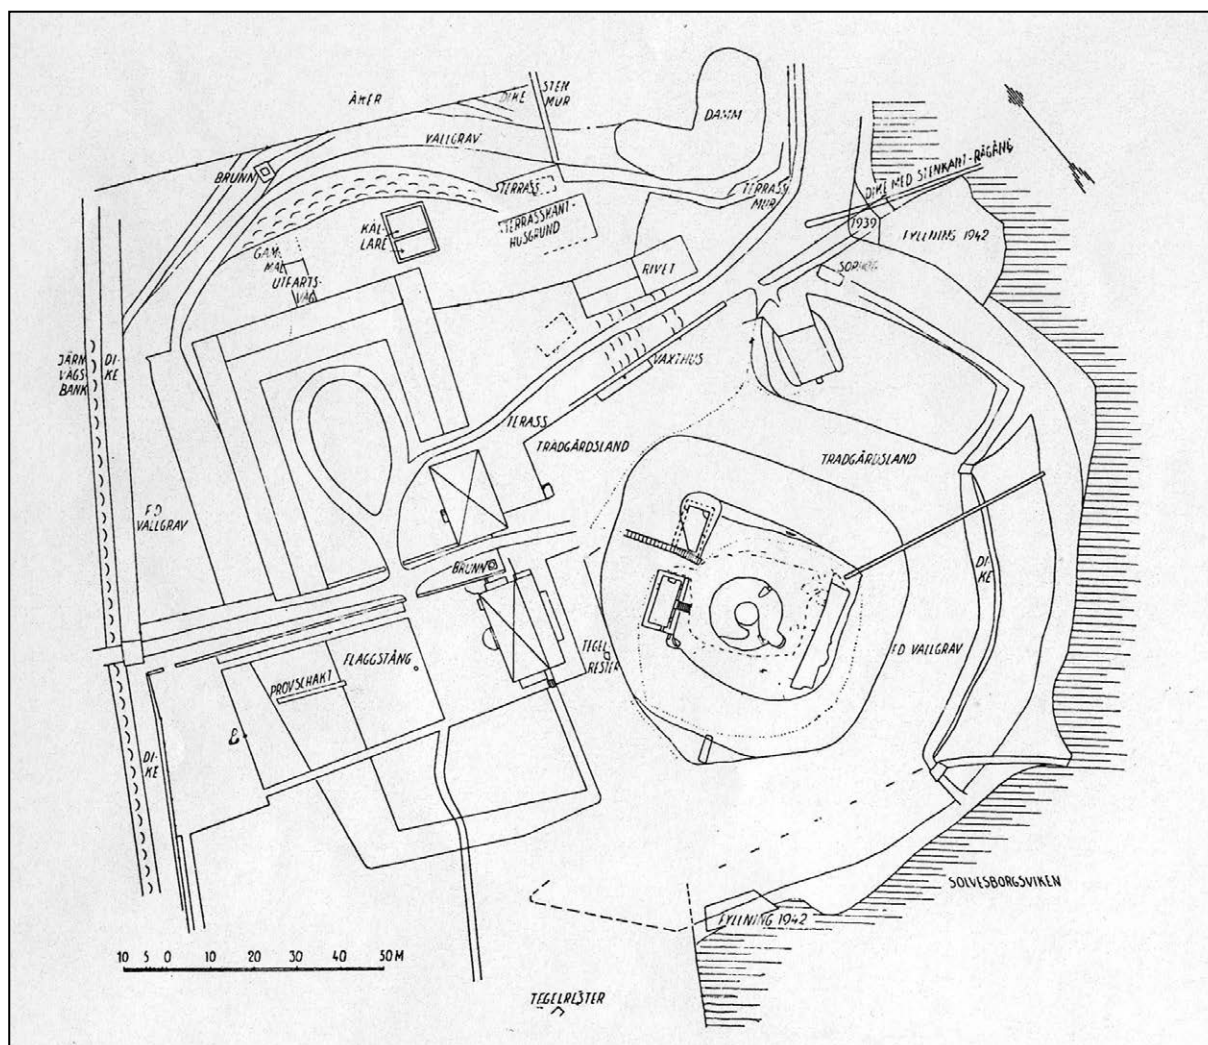 ÅKER
DIKE
STEN
MUR
DAMM
VALLGRAV
BRUNN
TERRASS
TERRASS
MUR
DIKE MED STENKANT-RÅGÅNG
1939
FYLLNING 1942
KÄL-
LARE
TERRASKANT-
HUSGRUND
GAM-
MAL
UTFARTS-
VÄG
RIVET
SOPHÖG
JÄRN
VÄGS-
BANK
DI-
KE
VÄXTHUS
TERASS
TRÄDGÅRDSLAND
TRÄDGÅRDSLAND
F.D
VALLGRAV
BRUNN
DI-
KE
FLAGGSTÅNG
TEGEL
RESTER
F.D VALLGRAV
PROVSCHAKT
DI-
KE
SÖLVESBORGSVIKEN
FYLLNING 1942
10 5 0 10 20 30 40 50 M
TEGELRESTER